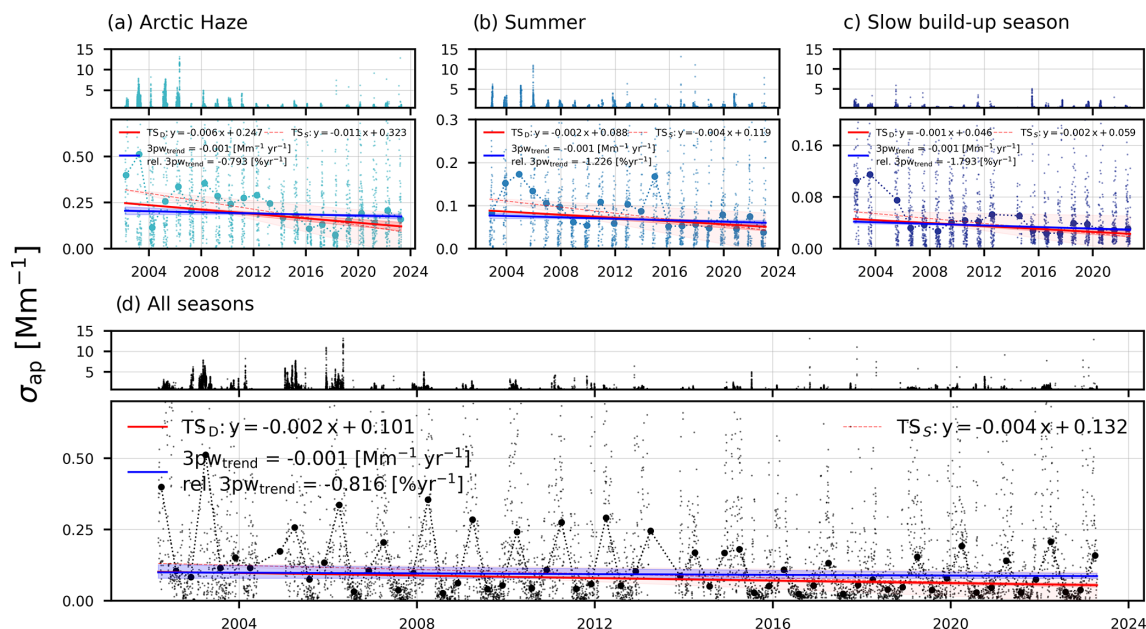 (a) Arctic Haze
(b) Summer
c) Slow build-up season
15
10
5
15
10
5
15
10
5
TS_D: y = -0.006 x + 0.247
TS_S: y = -0.011 x + 0.323
3pw_trend = -0.001 [Mm⁻¹ yr⁻¹]
rel. 3pw_trend = -0.793 [%yr⁻¹]
0.50
0.25
0.00
2004 2008 2012 2016 2020 2024
TS_D: y = -0.002 x + 0.088
TS_S: y = -0.004 x + 0.119
3pw_trend = -0.001 [Mm⁻¹ yr⁻¹]
rel. 3pw_trend = -1.226 [%yr⁻¹]
0.3
0.2
0.1
0.0
2004 2008 2012 2016 2020 2024
TS_D: y = -0.001 x + 0.046
TS_S: y = -0.002 x + 0.059
3pw_trend = -0.001 [Mm⁻¹ yr⁻¹]
rel. 3pw_trend = -1.793 [%yr⁻¹]
0.16
0.08
0.00
2004 2008 2012 2016 2020
σ_ap [Mm⁻¹]
(d) All seasons
15
10
5
TS_D: y = -0.002 x + 0.101
TS_S: y = -0.004 x + 0.132
3pw_trend = -0.001 [Mm⁻¹ yr⁻¹]
rel. 3pw_trend = -0.816 [%yr⁻¹]
0.50
0.25
0.00
2004 2008 2012 2016 2020 2024